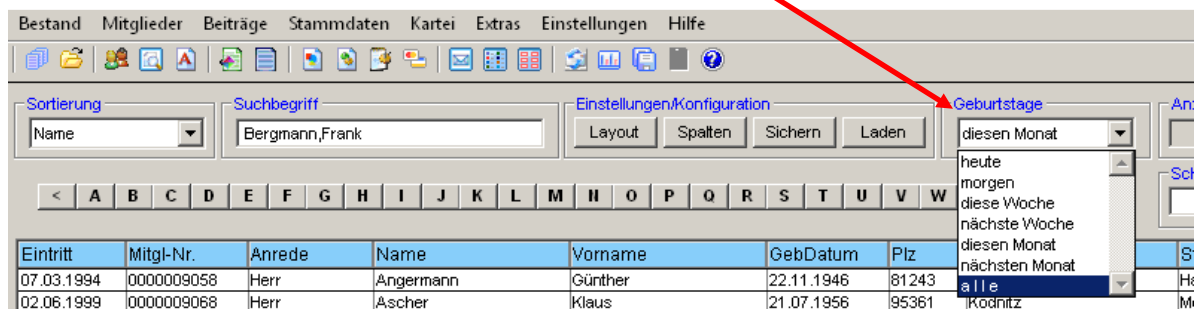 Bestand Mitglieder Beiträge Stammdaten Kartei Extras Einstellungen Hilfe
Sortierung Suchbegriff Einstellungen/Konfiguration Geburtstage
Name Bergmann,Frank Layout Spalten Sichern Laden diesen Monat
heute
morgen
diese Woche
nächste Woche
diesen Monat
nächsten Monat
alle
< A B C D E F G H I J K L M N O P Q R S T U V W
Eintritt Mitgl-Nr. Anrede Name Vorname GebDatum Plz
07.03.1994 0000009058 Herr Angermann Günther 22.11.1946 81243
02.06.1999 0000009068 Herr Ascher Klaus 21.07.1956 95361 Ködnitz